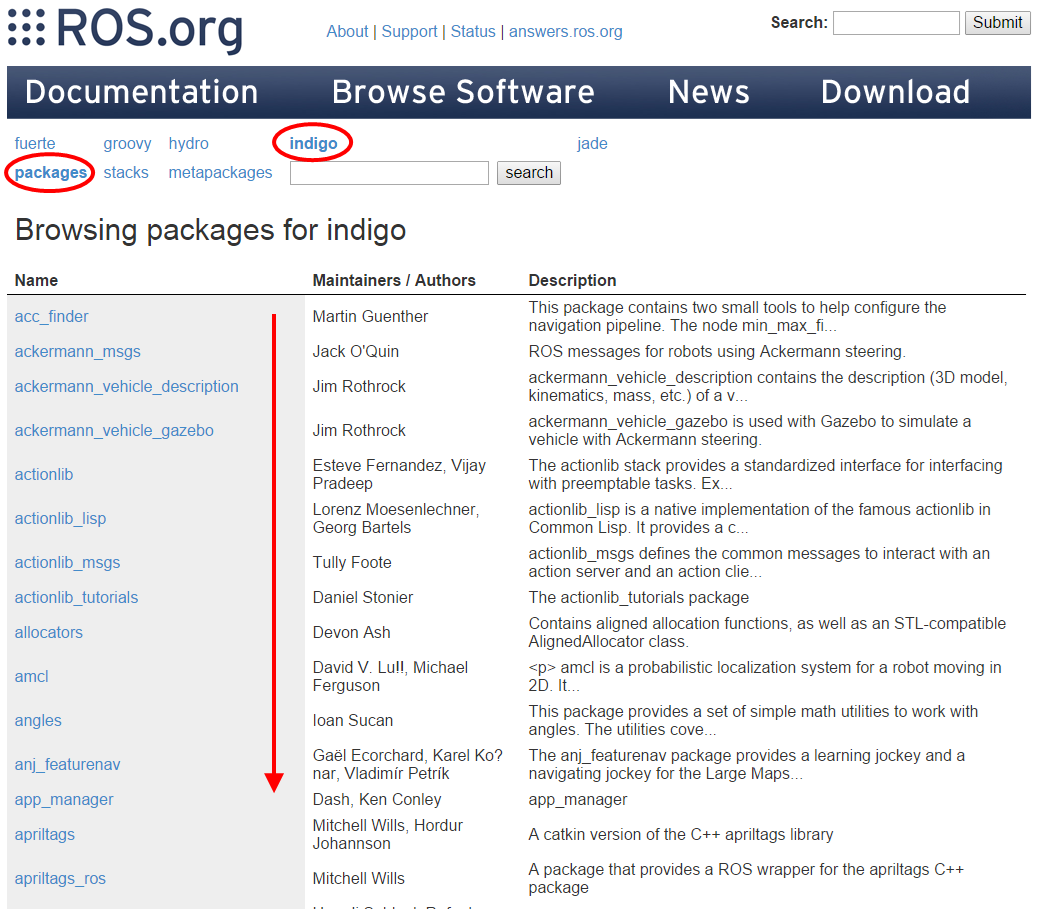 ROS.org
About | Support | Status | answers.ros.org
Search:
Submit
Documentation Browse Software News Download
fuerte groovy hydro indigo jade
packages stacks metapackages search
Browsing packages for indigo
Name Maintainers / Authors Description
acc_finder Martin Guenther This package contains two small tools to help configure the
navigation pipeline. The node min_max_fi...
ackermann_msgs Jack O'Quin ROS messages for robots using Ackermann steering.
ackermann_vehicle_description Jim Rothrock ackermann_vehicle_description contains the description (3D model,
kinematics, mass, etc.) of a v...
ackermann_vehicle_gazebo Jim Rothrock ackermann_vehicle_gazebo is used with Gazebo to simulate a
vehicle with Ackermann steering.
actionlib Esteve Fernandez, Vijay
Pradeep
The actionlib stack provides a standardized interface for interfacing
with preemptable tasks. Ex...
actionlib_lisp Lorenz Moesenlechner,
Georg Bartels
actionlib_lisp is a native implementation of the famous actionlib in
Common Lisp. It provides a c...
actionlib_msgs Tully Foote actionlib_msgs defines the common messages to interact with an
action server and an action clie...
actionlib_tutorials Daniel Stonier The actionlib_tutorials package
allocators Devon Ash Contains aligned allocation functions, as well as an STL-compatible
AlignedAllocator class.
amcl David V. Lu!!, Michael
Ferguson
<p> amcl is a probabilistic localization system for a robot moving in
2D. It...
angles Ioan Sucan This package provides a set of simple math utilities to work with
angles. The utilities cove...
anj_featurenav Gaël Ecorchard, Karel Ko?
nar, Vladimír Petrík
The anj_featurenav package provides a learning jockey and a
navigating jockey for the Large Maps...
app_manager Dash, Ken Conley app_manager
apriltags Mitchell Wills, Hordur
Johannson
A catkin version of the C++ apriltags library
apriltags_ros Mitchell Wills A package that provides a ROS wrapper for the apriltags C++
package